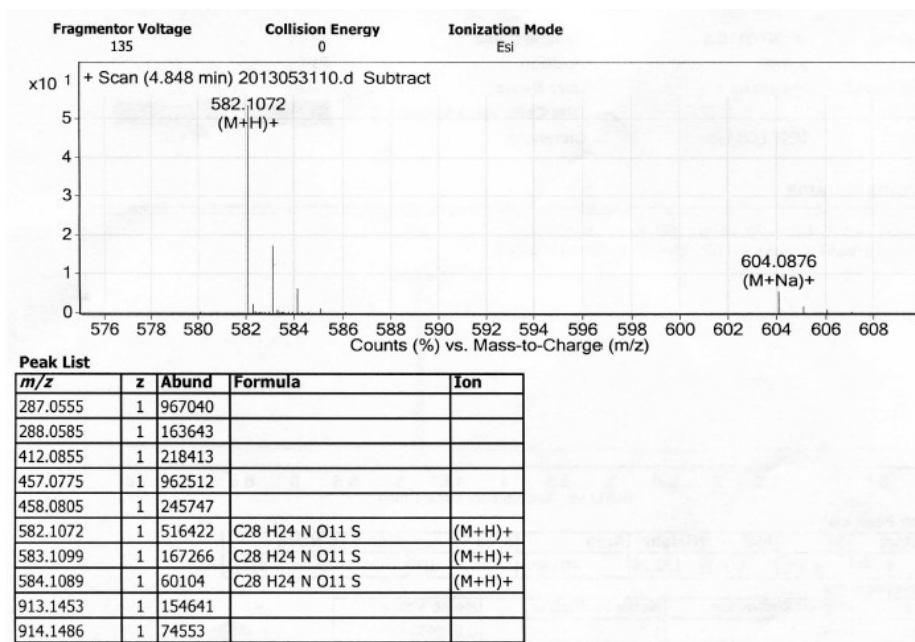 Fragmentor Voltage Collision Energy Ionization Mode
135 0 Esi
x10 1 + Scan (4.848 min) 2013053110.d Subtract
582.1072
(M+H)+
5
4
3
2
604.0876
(M+Na)+
1
0
576 578 580 582 584 586 588 590 592 594 596 598 600 602 604 606 608
Counts (%) vs. Mass-to-Charge (m/z)
Peak List
m/z z Abund Formula Ion
287.0555 1 967040
288.0585 1 163643
412.0855 1 218413
457.0775 1 962512
458.0805 1 245747
582.1072 1 516422 C28 H24 N O11 S (M+H)+
583.1099 1 167266 C28 H24 N O11 S (M+H)+
584.1089 1 60104 C28 H24 N O11 S (M+H)+
913.1453 1 154641
914.1486 1 74553